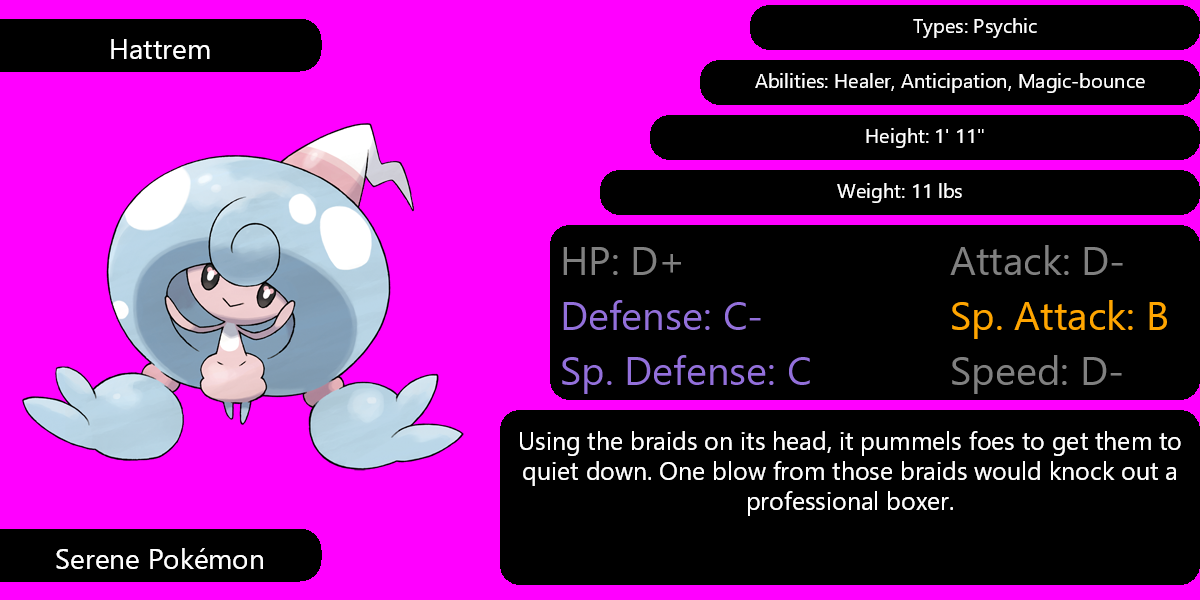 Hattrem
Types: Psychic
Abilities: Healer, Anticipation, Magic-bounce
Height: 1' 11"
Weight: 11 lbs
HP: D+
Attack: D-
Defense: C-
Sp. Attack: B
Sp. Defense: C
Speed: D-
Using the braids on its head, it pummels foes to get them to
quiet down. One blow from those braids would knock out a
professional boxer.
Serene Pokémon